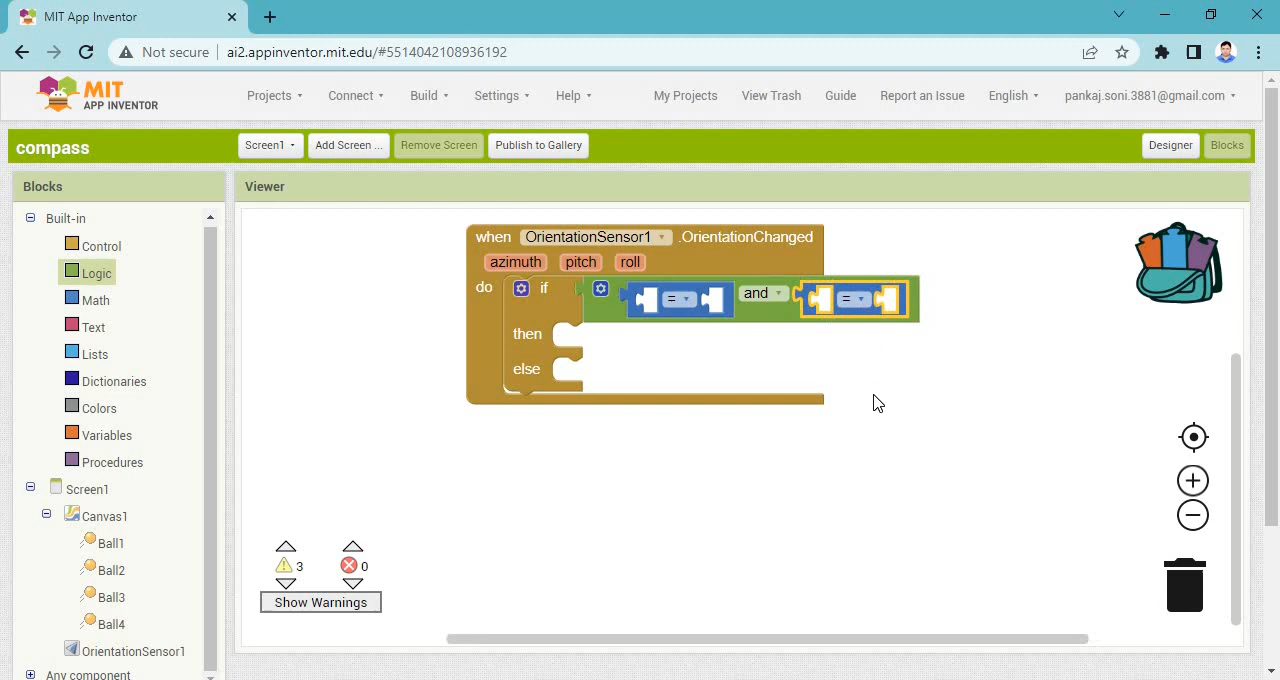 MIT App Inventor
Not secure ai2.appinventor.mit.edu/#5514042108936192
MIT
APP INVENTOR
Projects Connect Build Settings Help My Projects View Trash Guide Report an Issue English pankaj.soni.3881@gmail.com
compass Screen1 Add Screen ... Remove Screen Publish to Gallery Designer Blocks
Blocks Viewer
Built-in
Control
Logic
Math
Text
Lists
Dictionaries
Colors
Variables
Procedures
Screen1
Canvas1
Ball1
Ball2
Ball3
Ball4
OrientationSensor1
Any component
when OrientationSensor1 .OrientationChanged
azimuth pitch roll
do if = and =
then
else
3 0
Show Warnings